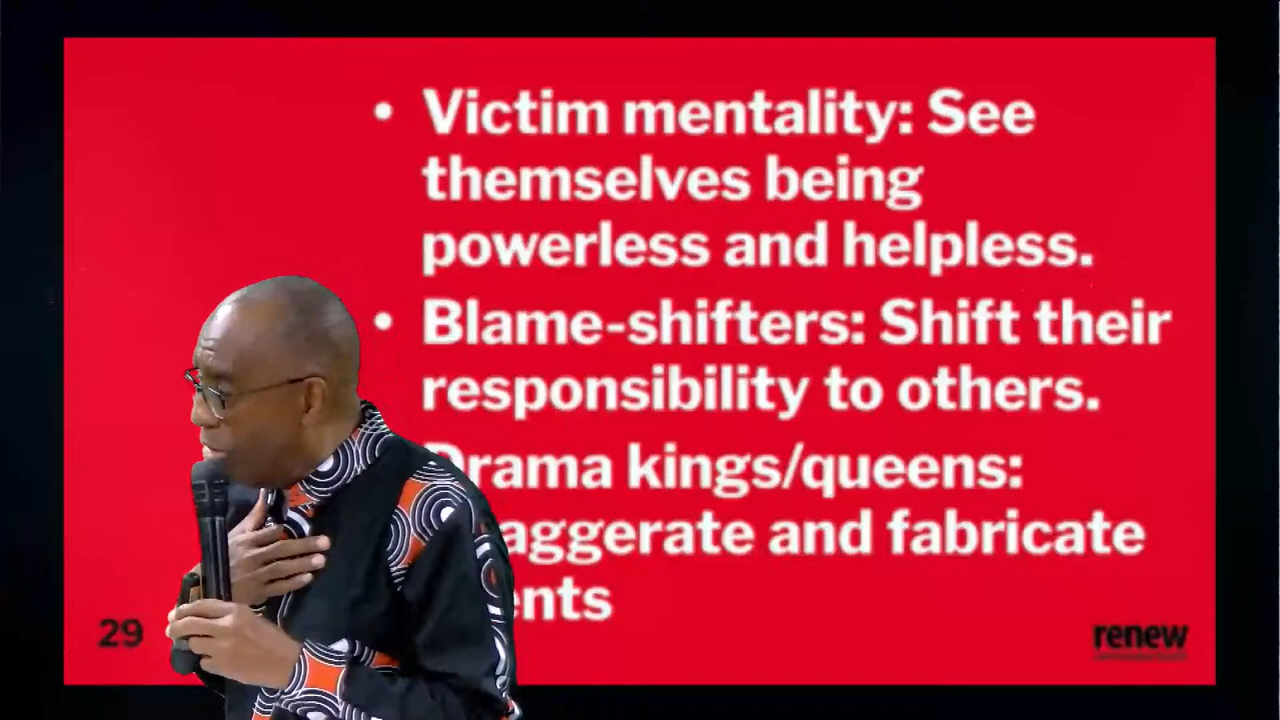 • Victim mentality: See
themselves being
powerless and helpless.
• Blame-shifters: Shift their
responsibility to others.
Drama kings/queens:
aggerate and fabricate
ents
29
renew